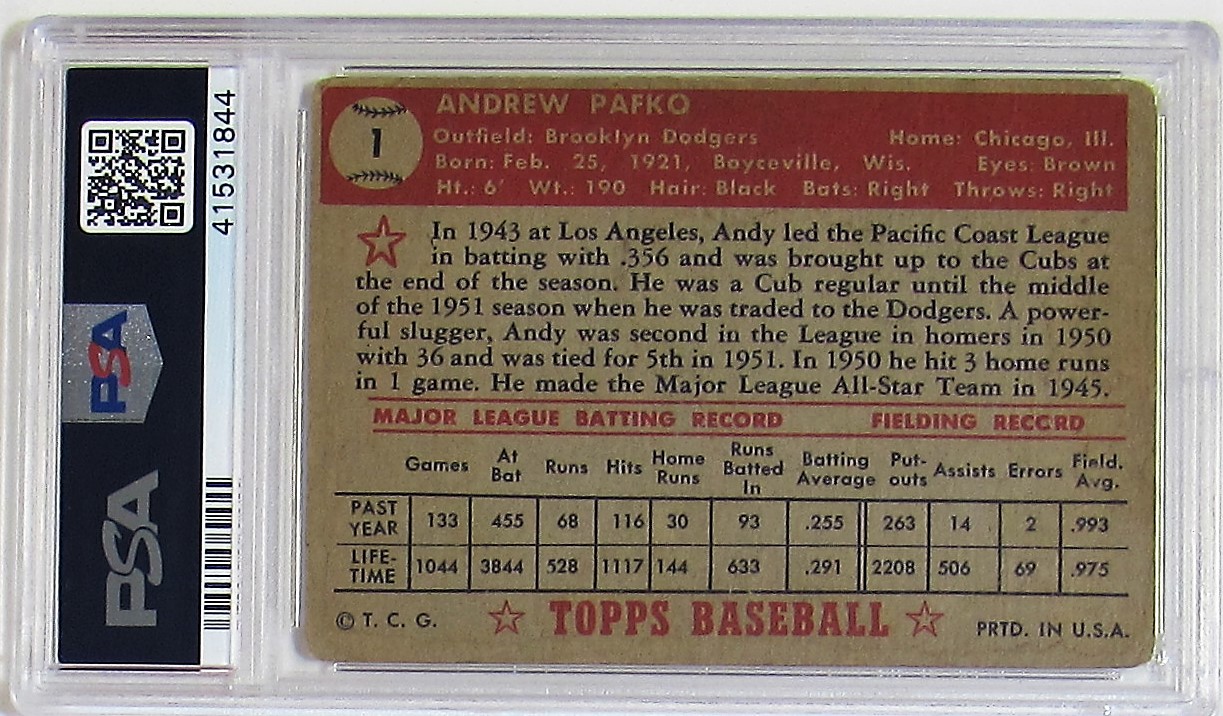 PSA
PSA
41531844
1
ANDREW PAFKO
Outfield: Brooklyn Dodgers Home: Chicago, Ill.
Born: Feb. 25, 1921, Boyceville, Wis. Eyes: Brown
Ht.: 6' Wt.: 190 Hair: Black Bats: Right Throws: Right
In 1943 at Los Angeles, Andy led the Pacific Coast League
in batting with .356 and was brought up to the Cubs at
the end of the season. He was a Cub regular until the middle
of the 1951 season when he was traded to the Dodgers. A power-
ful slugger, Andy was second in the League in homers in 1950
with 36 and was tied for 5th in 1951. In 1950 he hit 3 home runs
in 1 game. He made the Major League All-Star Team in 1945.
MAJOR LEAGUE BATTING RECORD FIELDING RECORD
Games At Bat Runs Hits Home Runs Runs Batted In Batting Average Put-outs Assists Errors Field. Avg.
PAST YEAR 133 455 68 116 30 93 .255 263 14 2 .993
LIFE-TIME 1044 3844 528 1117 144 633 .291 2208 506 69 .975
© T. C. G. TOPPS BASEBALL PRTD. IN U.S.A.